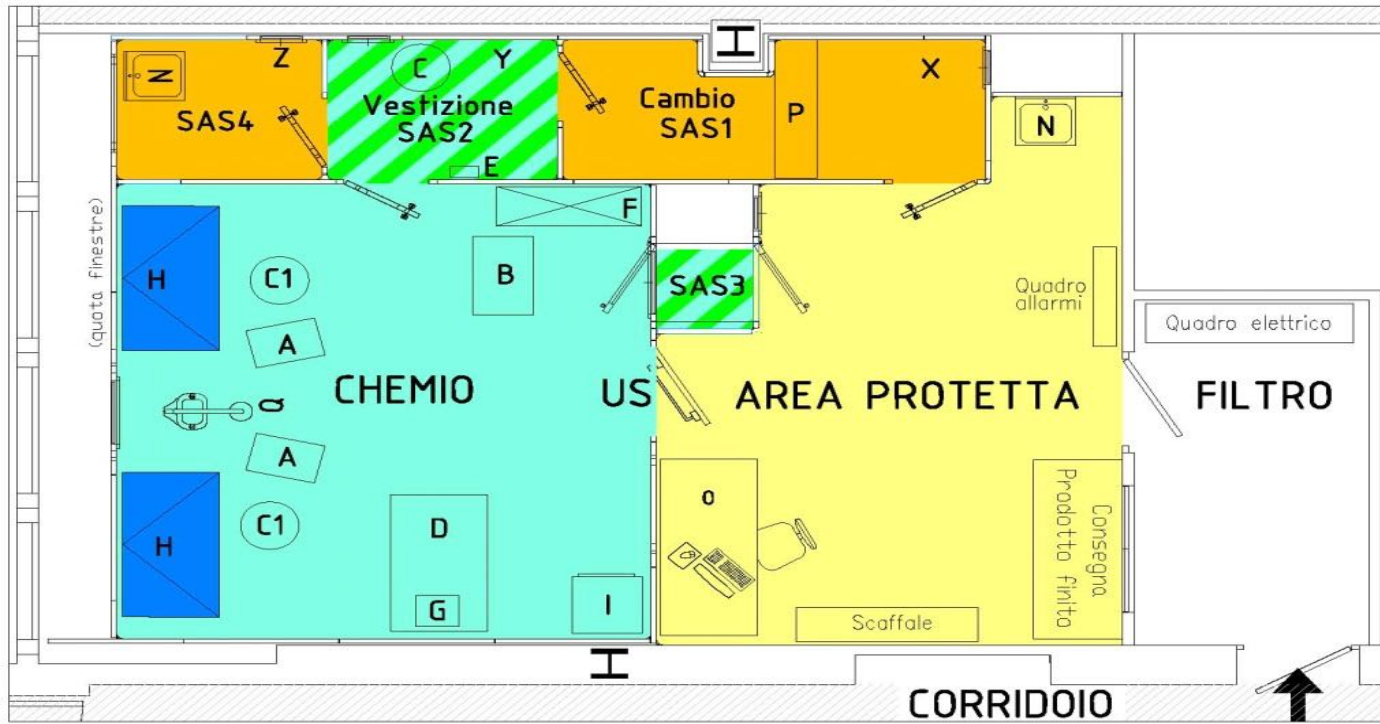 N
Z
SAS4
C
Y
Vestizione
SAS2
E
Cambio
SAS1
P
X
N
F
B
H
C1
A
(quota finestre)
SAS3
Quadro
allarmi
Quadro elettrico
CHEMIO
US
AREA PROTETTA
FILTRO
Q
A
H
C1
D
G
I
O
Consegna
Prodotto finito
Scaffale
CORRIDOIO